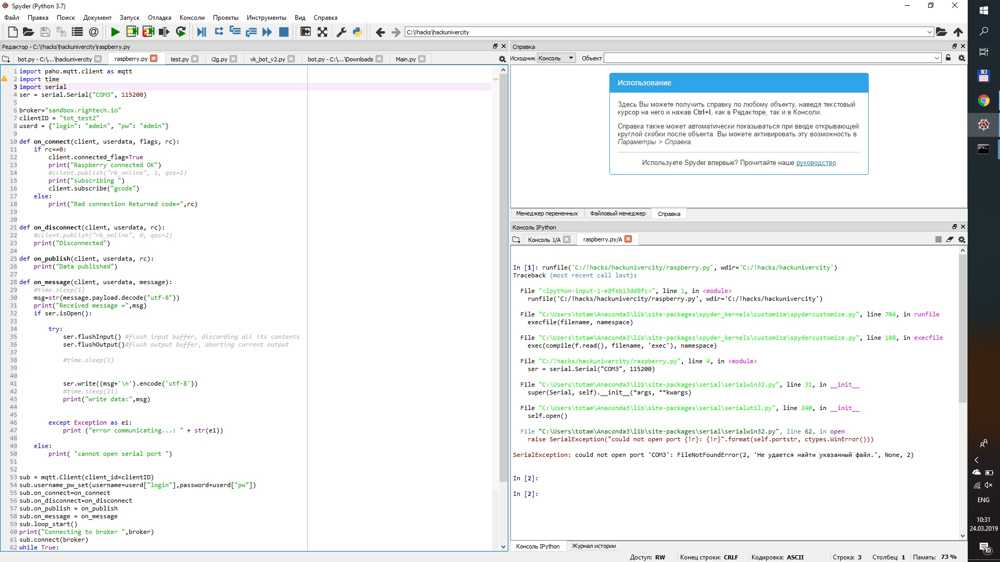 Spyder (Python 3.7)
Файл Правка Поиск Документ Запуск Отладка Консоли Проекты Инструменты Вид Справка
C:\!hacks\hackunivercity
Редактор - C:\!hacks\hackunivercity\raspberry.py
bot.py - C:\...\hackunivercity raspberry.py test.py i2g.py vk_bot_v2.py bot.py - C:\...\Downloads Main.py
1 import paho.mqtt.client as mqtt
2 import time
3 import serial
4 ser = serial.Serial("COM3", 115200)
5
6 broker="sandbox.rightech.io"
7 clientID = "tot_test2"
8 userd = {"login": "admin", "pw": "admin"}
9
10 def on_connect(client, userdata, flags, rc):
11 if rc==0:
12 client.connected_flag=True
13 print("Raspberry connected OK")
14 #client.publish("rb_online", 1, qos=2)
15 print("subscribing ")
16 client.subscribe("gcode")
17 else:
18 print("Bad connection Returned code=",rc)
19
20
21 def on_disconnect(client, userdata, rc):
22 #client.publish("rb_online", 0, qos=2)
23 print("Disconnected")
24
25 def on_publish(client, userdata, rc):
26 print("Data published")
27
28 def on_message(client, userdata, message):
29 #time.sleep(1)
30 msg=str(message.payload.decode("utf-8"))
31 print("Received message =",msg)
32 if ser.isOpen():
33
34 try:
35 ser.flushInput() #flush input buffer, discarding all its contents
36 ser.flushOutput()#flush output buffer, aborting current output
37
38 #time.sleep(1)
39
40
41 ser.write((msg+'\n').encode('utf-8'))
42 #time.sleep(11)
43 print("write data:",msg)
44
45
46 except Exception as e1:
47 print ("error communicating...: " + str(e1))
48
49 else:
50 print( "cannot open serial port ")
51
52
53 sub = mqtt.Client(client_id=clientID)
54 sub.username_pw_set(username=userd["login"],password=userd["pw"])
55 sub.on_connect=on_connect
56 sub.on_disconnect=on_disconnect
57 sub.on_publish = on_publish
58 sub.on_message = on_message
59 sub.loop_start()
60 print("Connecting to broker ",broker)
61 sub.connect(broker)
62 while True:
Справка
Исходник Консоль Объект
Использование
Здесь Вы можете получить справку по любому объекту, наведя текстовый
курсор на него и нажав Ctrl+I, как в Редакторе, так и в Консоли.
Справка также может автоматически показываться при вводе открывающей
круглой скобки после объекта. Вы можете активировать эту возможность в
Параметры > Справка.
Используете Spyder впервые? Прочитайте наше руководство
Менеджер переменных Файловый менеджер Справка
Консоль IPython
Консоль 1/A raspberry.py/A
In [1]: runfile('C:/!hacks/hackunivercity/raspberry.py', wdir='C:/!hacks/hackunivercity')
Traceback (most recent call last):
File "<ipython-input-1-e8feb13dd8fc>", line 1, in <module>
runfile('C:/!hacks/hackunivercity/raspberry.py', wdir='C:/!hacks/hackunivercity')
File "C:\Users\totam\Anaconda3\lib\site-packages\spyder_kernels\customize\spydercustomize.py", line 704, in runfile
execfile(filename, namespace)
File "C:\Users\totam\Anaconda3\lib\site-packages\spyder_kernels\customize\spydercustomize.py", line 108, in execfile
exec(compile(f.read(), filename, 'exec'), namespace)
File "C:/!hacks/hackunivercity/raspberry.py", line 4, in <module>
ser = serial.Serial("COM3", 115200)
File "C:\Users\totam\Anaconda3\lib\site-packages\serial\serialwin32.py", line 31, in __init__
super(Serial, self).__init__(*args, **kwargs)
File "C:\Users\totam\Anaconda3\lib\site-packages\serial\serialutil.py", line 240, in __init__
self.open()
File "C:\Users\totam\Anaconda3\lib\site-packages\serial\serialwin32.py", line 62, in open
raise SerialException("could not open port {!r}: {!r}".format(self.portstr, ctypes.WinError()))
SerialException: could not open port 'COM3': FileNotFoundError(2, 'Не удается найти указанный файл.', None, 2)
In [2]:
In [2]:
Консоль IPython Журнал истории
Доступ: RW Конец строки: CRLF Кодировка: ASCII Строка: 3 Столбец: 1 Память: 73 %
ENG
10:31
24.03.2019
10